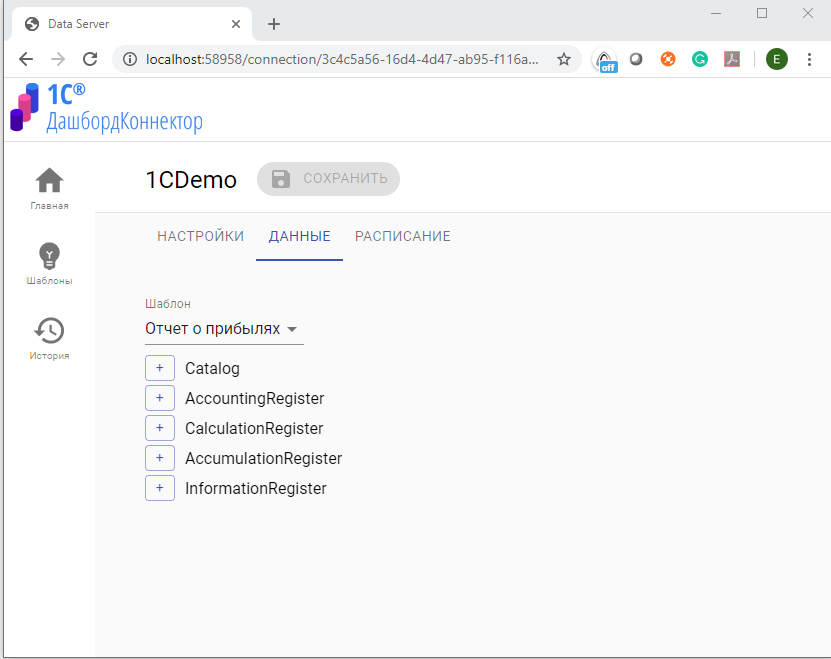 Data Server
localhost:58958/connection/3c4c5a56-16d4-4d47-ab95-f116a...
off
E
1C®
ДашбордКоннектор
Главная
Шаблоны
История
1CDemo
СОХРАНИТЬ
НАСТРОЙКИ ДАННЫЕ РАСПИСАНИЕ
Шаблон
Отчет о прибылях
+ Catalog
+ AccountingRegister
+ CalculationRegister
+ AccumulationRegister
+ InformationRegister